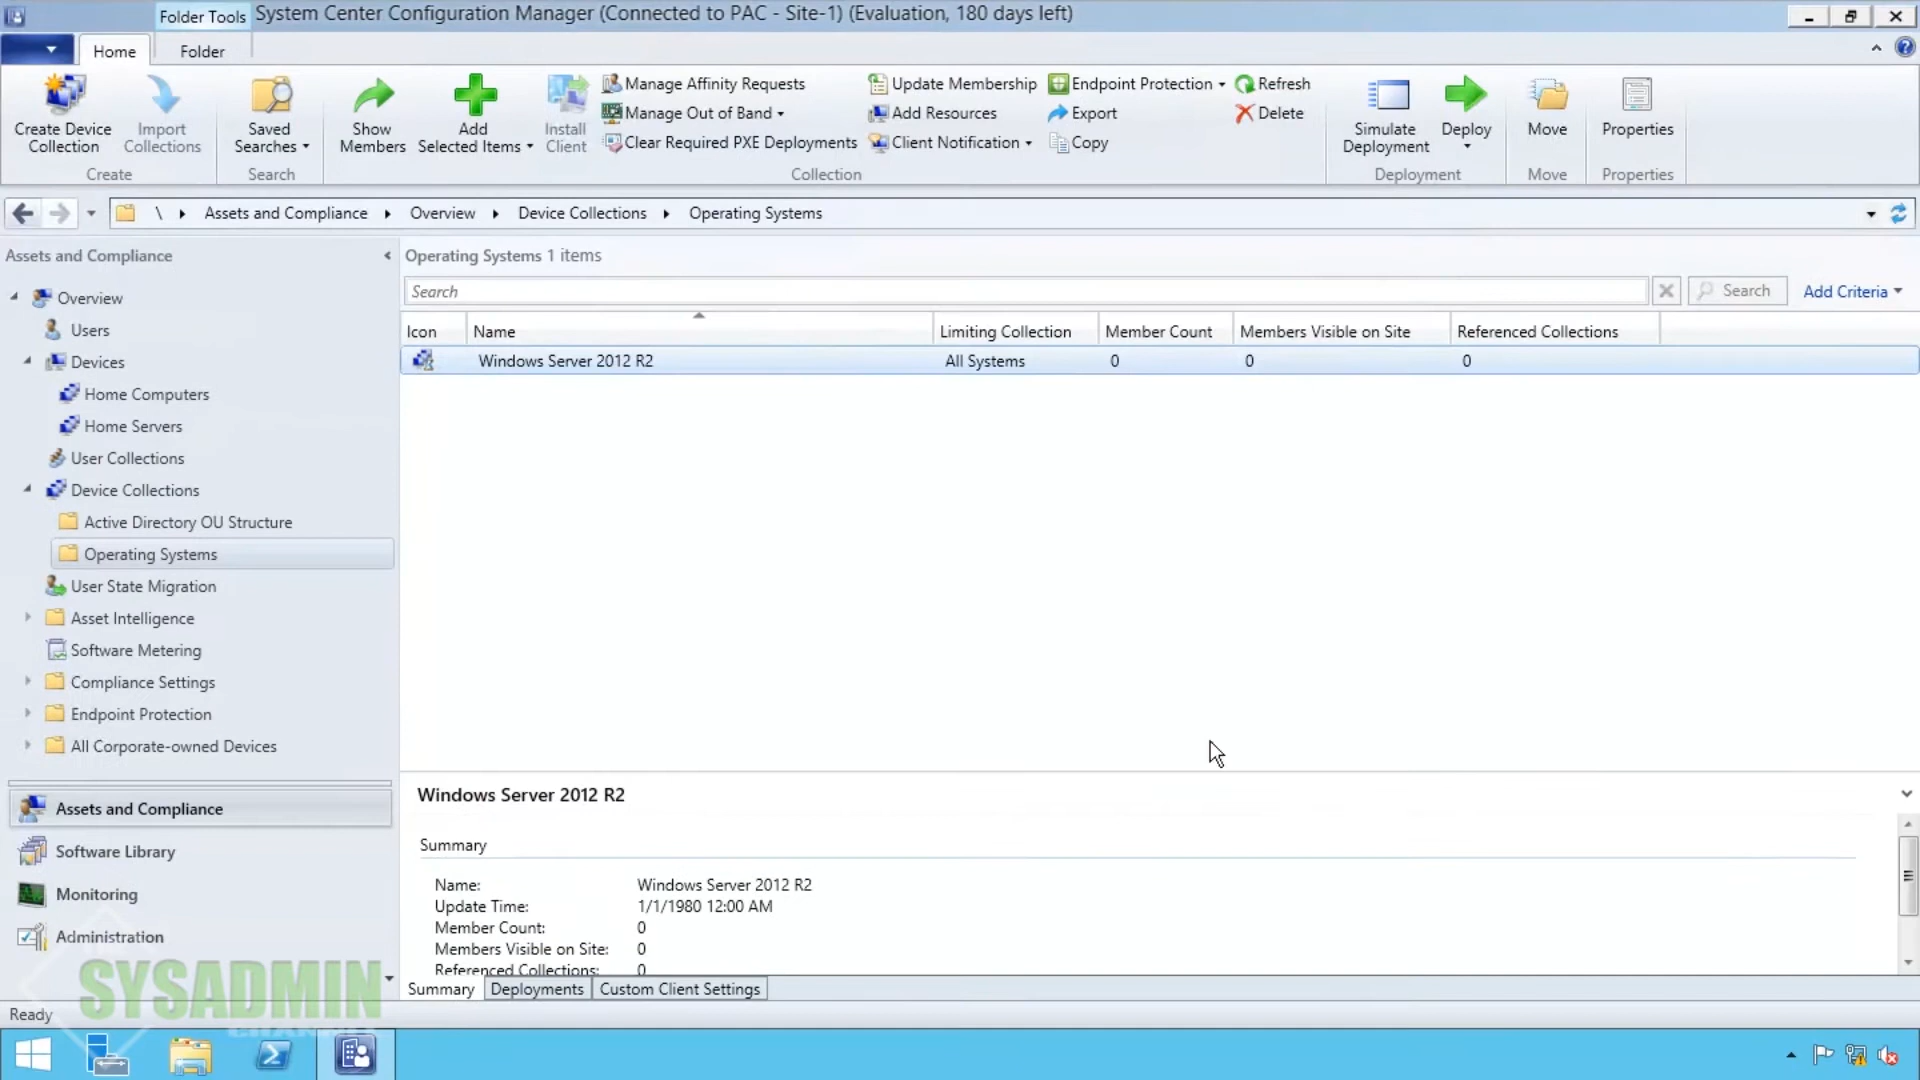 Folder Tools
System Center Configuration Manager (Connected to PAC - Site-1) (Evaluation, 180 days left)
Home
Folder
Create Device
Collection
Import
Collections
Create
Saved
Searches
Search
Show
Members
Add
Selected Items
Install
Client
Manage Affinity Requests
Manage Out of Band
Clear Required PXE Deployments
Update Membership
Add Resources
Client Notification
Endpoint Protection
Export
Copy
Refresh
Delete
Collection
Simulate
Deployment
Deploy
Deployment
Move
Move
Properties
Properties
\ Assets and Compliance Overview Device Collections Operating Systems
Assets and Compliance
Overview
Users
Devices
Home Computers
Home Servers
User Collections
Device Collections
Active Directory OU Structure
Operating Systems
User State Migration
Asset Intelligence
Software Metering
Compliance Settings
Endpoint Protection
All Corporate-owned Devices
Assets and Compliance
Software Library
Monitoring
Administration
Operating Systems 1 items
Search
Search
Add Criteria
Icon Name Limiting Collection Member Count Members Visible on Site Referenced Collections
Windows Server 2012 R2 All Systems 0 0 0
Windows Server 2012 R2
Summary
Name: Windows Server 2012 R2
Update Time: 1/1/1980 12:00 AM
Member Count: 0
Members Visible on Site: 0
Referenced Collections: 0
Summary Deployments Custom Client Settings
SYSADMIN
CHANNEL
Ready